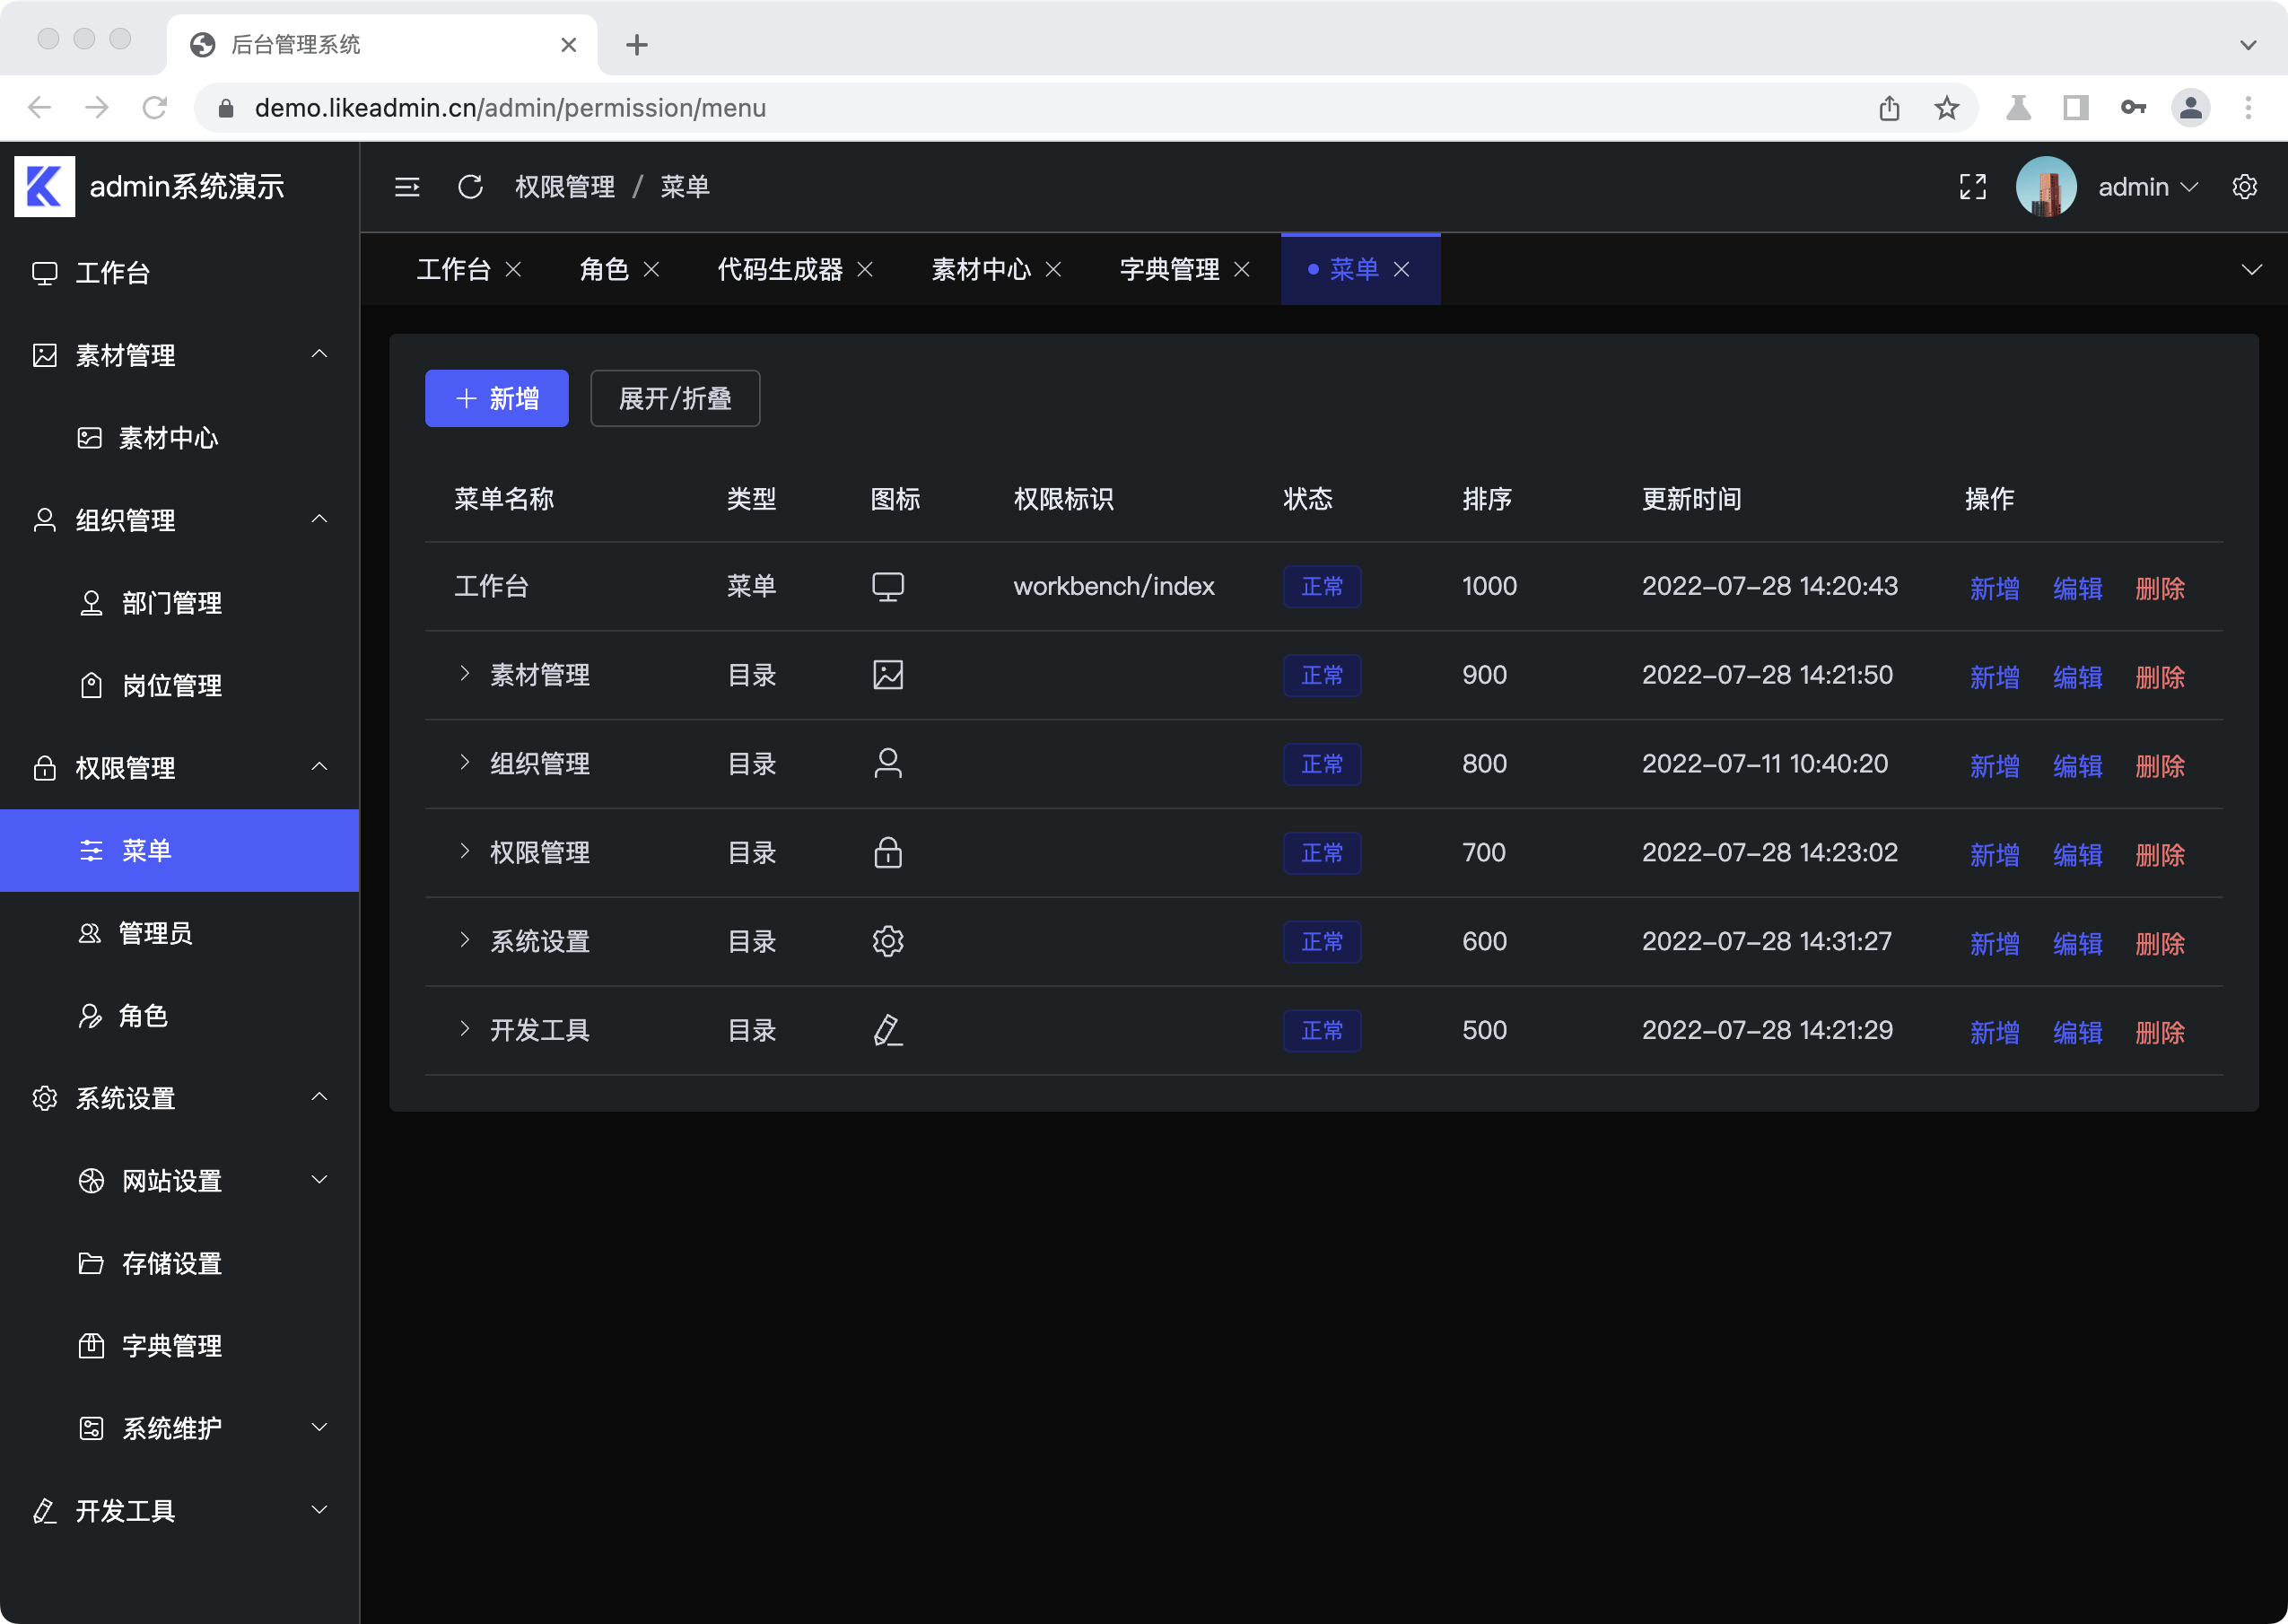 后台管理系统
demo.likeadmin.cn/admin/permission/menu
admin系统演示
权限管理 / 菜单
admin
工作台
角色
代码生成器
素材中心
字典管理
菜单
工作台
素材管理
素材中心
组织管理
部门管理
岗位管理
权限管理
菜单
管理员
角色
系统设置
网站设置
存储设置
字典管理
系统维护
开发工具
新增
展开/折叠
菜单名称 类型 图标 权限标识 状态 排序 更新时间 操作
工作台 菜单 workbench/index 正常 1000 2022-07-28 14:20:43 新增 编辑 删除
素材管理 目录 正常 900 2022-07-28 14:21:50 新增 编辑 删除
组织管理 目录 正常 800 2022-07-11 10:40:20 新增 编辑 删除
权限管理 目录 正常 700 2022-07-28 14:23:02 新增 编辑 删除
系统设置 目录 正常 600 2022-07-28 14:31:27 新增 编辑 删除
开发工具 目录 正常 500 2022-07-28 14:21:29 新增 编辑 删除